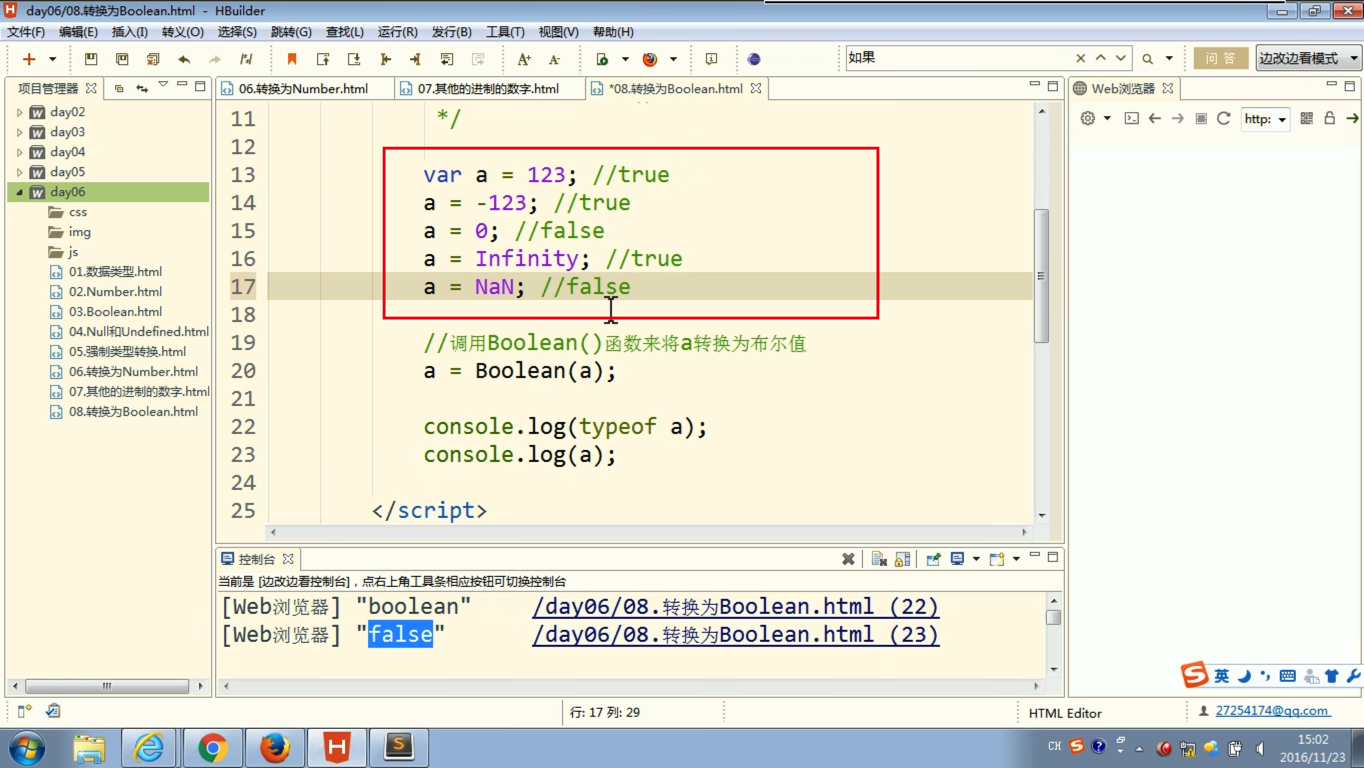 day06/08.转换为Boolean.html - HBuilder
文件(F) 编辑(E) 插入(I) 转义(O) 选择(S) 跳转(G) 查找(L) 运行(R) 发行(B) 工具(T) 视图(V) 帮助(H)
如果
问 答
边改边看模式
项目管理器
06.转换为Number.html
07.其他的进制的数字.html
*08.转换为Boolean.html
Web浏览器
http:
day02
day03
day04
day05
day06
css
img
js
01.数据类型.html
02.Number.html
03.Boolean.html
04.Null和Undefined.html
05.强制类型转换.html
06.转换为Number.html
07.其他的进制的数字.html
08.转换为Boolean.html
11 */
12
13 var a = 123; //true
14 a = -123; //true
15 a = 0; //false
16 a = Infinity; //true
17 a = NaN; //false
18
19 //调用Boolean()函数来将a转换为布尔值
20 a = Boolean(a);
21
22 console.log(typeof a);
23 console.log(a);
24
25 </script>
控制台
当前是 [边改边看控制台]，点右上角工具条相应按钮可切换控制台
[Web浏览器] "boolean" /day06/08.转换为Boolean.html (22)
[Web浏览器] "false" /day06/08.转换为Boolean.html (23)
英
行: 17 列: 29
HTML Editor
27254174@qq.com
CH
15:02
2016/11/23